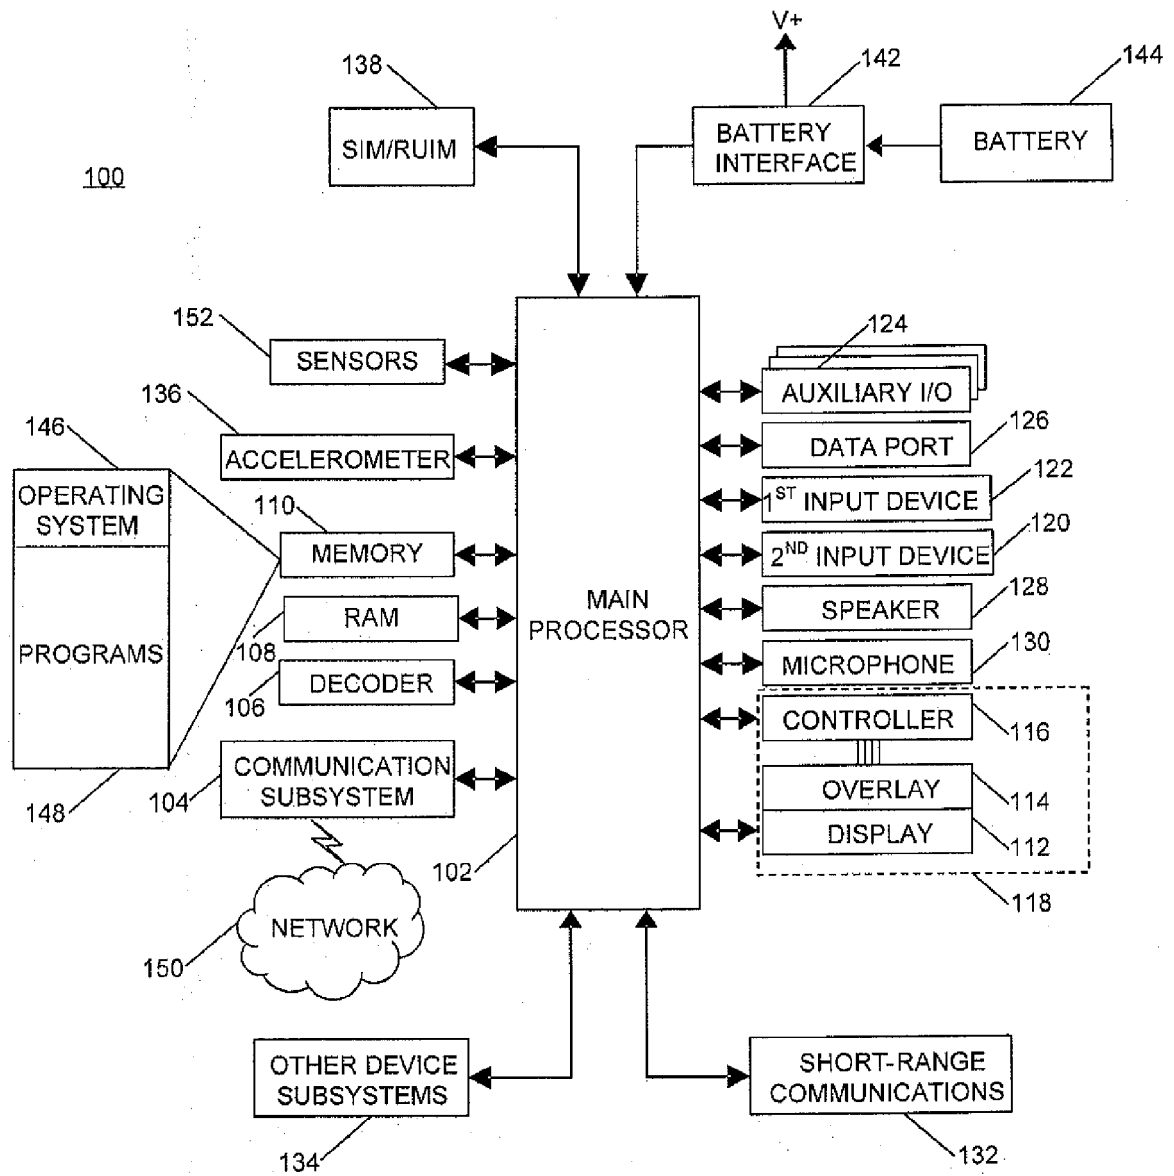 V+
138
142
144
SIM/RUIM
BATTERY
INTERFACE
BATTERY
100
152
SENSORS
124
AUXILIARY I/O
136
ACCELEROMETER
126
DATA PORT
146
OPERATING
SYSTEM
122
1ST INPUT DEVICE
110
MEMORY
120
2ND INPUT DEVICE
MAIN
PROCESSOR
RAM
108
128
SPEAKER
PROGRAMS
DECODER
106
130
MICROPHONE
CONTROLLER
116
COMMUNICATION
SUBSYSTEM
104
148
OVERLAY
114
DISPLAY
112
102
118
NETWORK
150
OTHER DEVICE
SUBSYSTEMS
134
SHORT-RANGE
COMMUNICATIONS
132